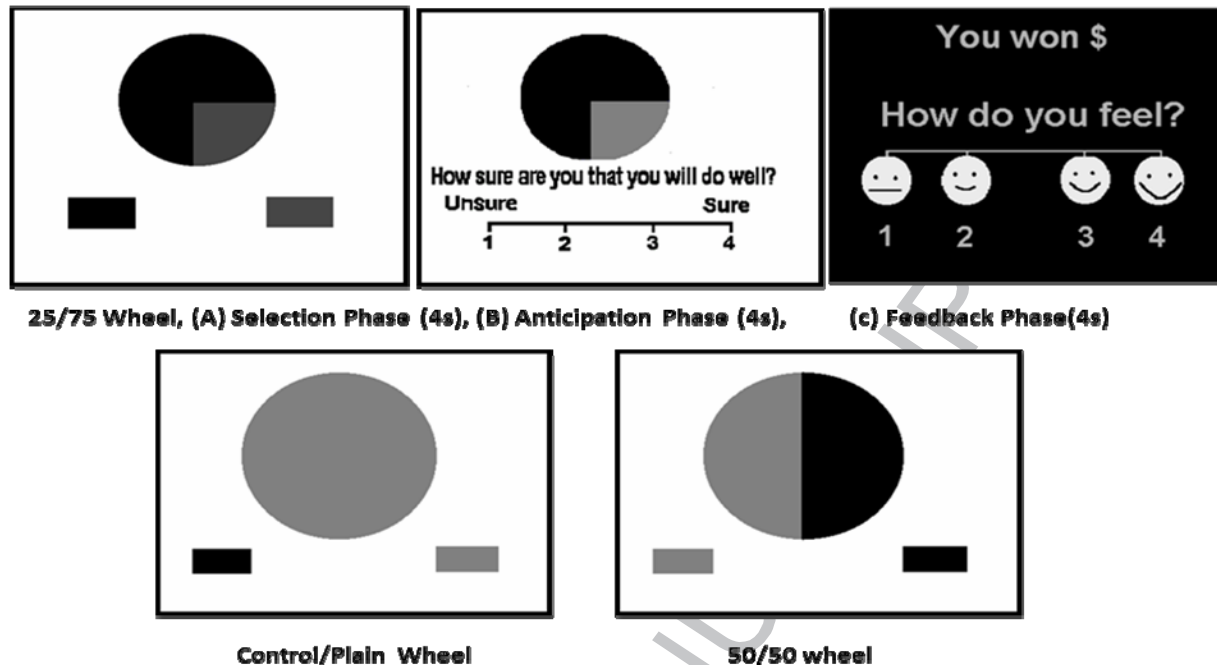 You won $
How do you feel?
1 2 3 4
How sure are you that you will do well?
Unsure Sure
1 2 3 4
25/75 Wheel, (A) Selection Phase (4s), (B) Anticipation Phase (4s), (c) Feedback Phase(4s)
Control/Plain Wheel 50/50 wheel